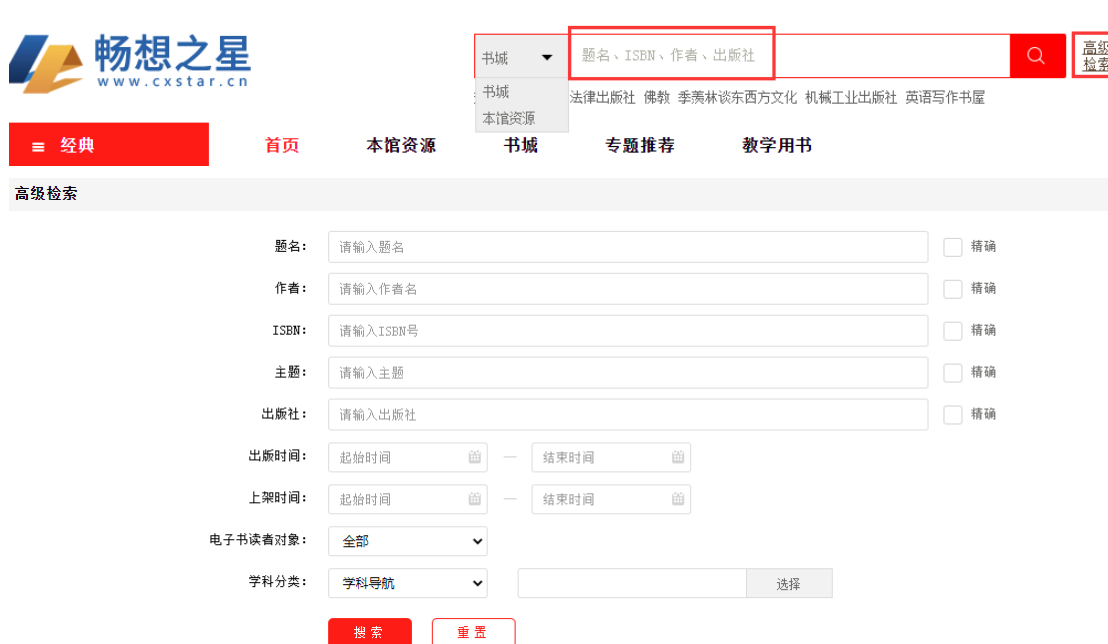 畅想之星
www.cxstar.cn
书城
题名、ISBN、作者、出版社
高级
检索
书城
本馆资源
法律出版社 佛教 季羡林谈东西方文化 机械工业出版社 英语写作书屋
≡ 经典
首页 本馆资源 书城 专题推荐 教学用书
高级检索
题名: 请输入题名 精确
作者: 请输入作者名 精确
ISBN: 请输入ISBN号 精确
主题: 请输入主题 精确
出版社: 请输入出版社 精确
出版时间: 起始时间 — 结束时间
上架时间: 起始时间 — 结束时间
电子书读者对象: 全部
学科分类: 学科导航 选择
搜索 重置